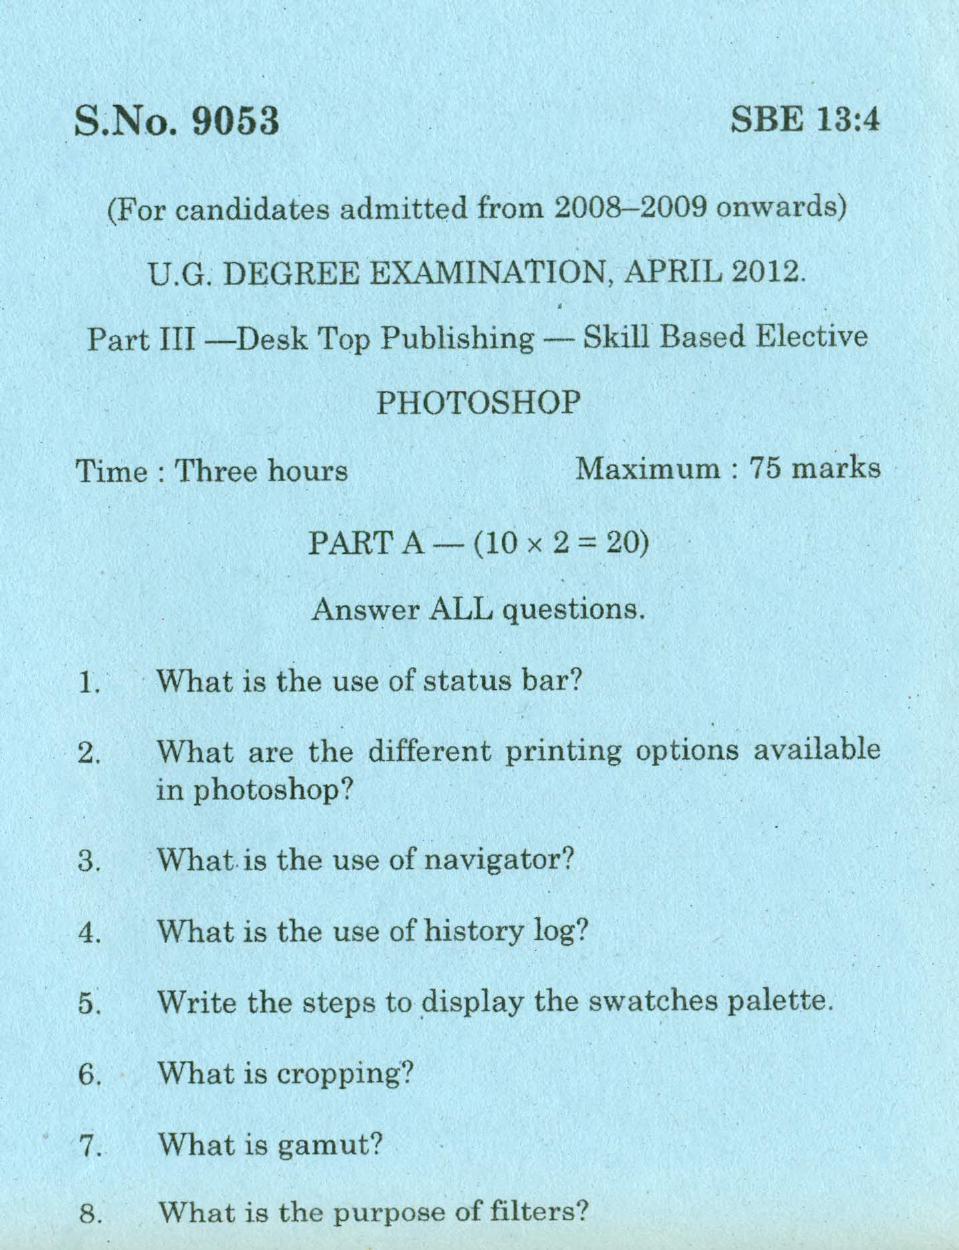 S.No. 9053 SBE 13:4
(For candidates admitted from 2008–2009 onwards)
U.G. DEGREE EXAMINATION, APRIL 2012.
Part III —Desk Top Publishing — Skill Based Elective
PHOTOSHOP
Time : Three hours Maximum : 75 marks
PART A — (10 × 2 = 20)
Answer ALL questions.
1. What is the use of status bar?
2. What are the different printing options available
in photoshop?
3. What is the use of navigator?
4. What is the use of history log?
5. Write the steps to display the swatches palette.
6. What is cropping?
7. What is gamut?
8. What is the purpose of filters?